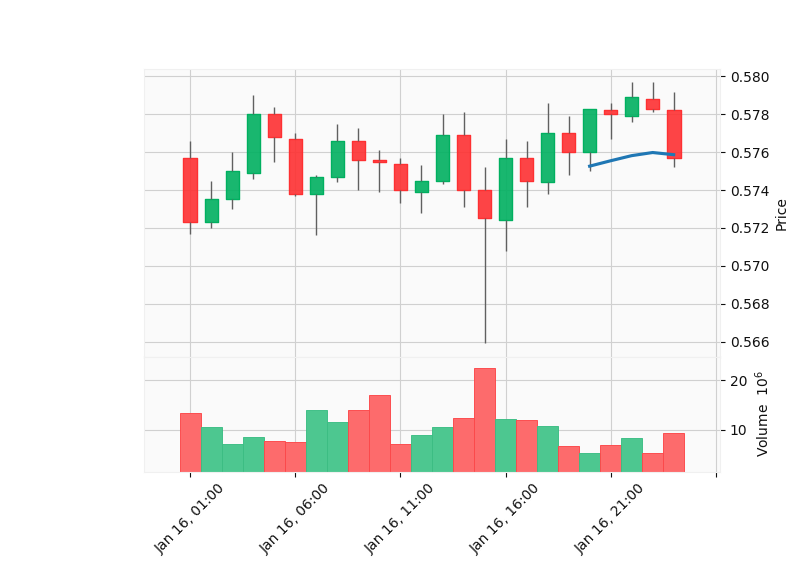 0.580
0.578
0.576
0.574
0.572
0.570
0.568
0.566
Price
20
10
Volume 10⁶
Jan 16, 01:00
Jan 16, 06:00
Jan 16, 11:00
Jan 16, 16:00
Jan 16, 21:00